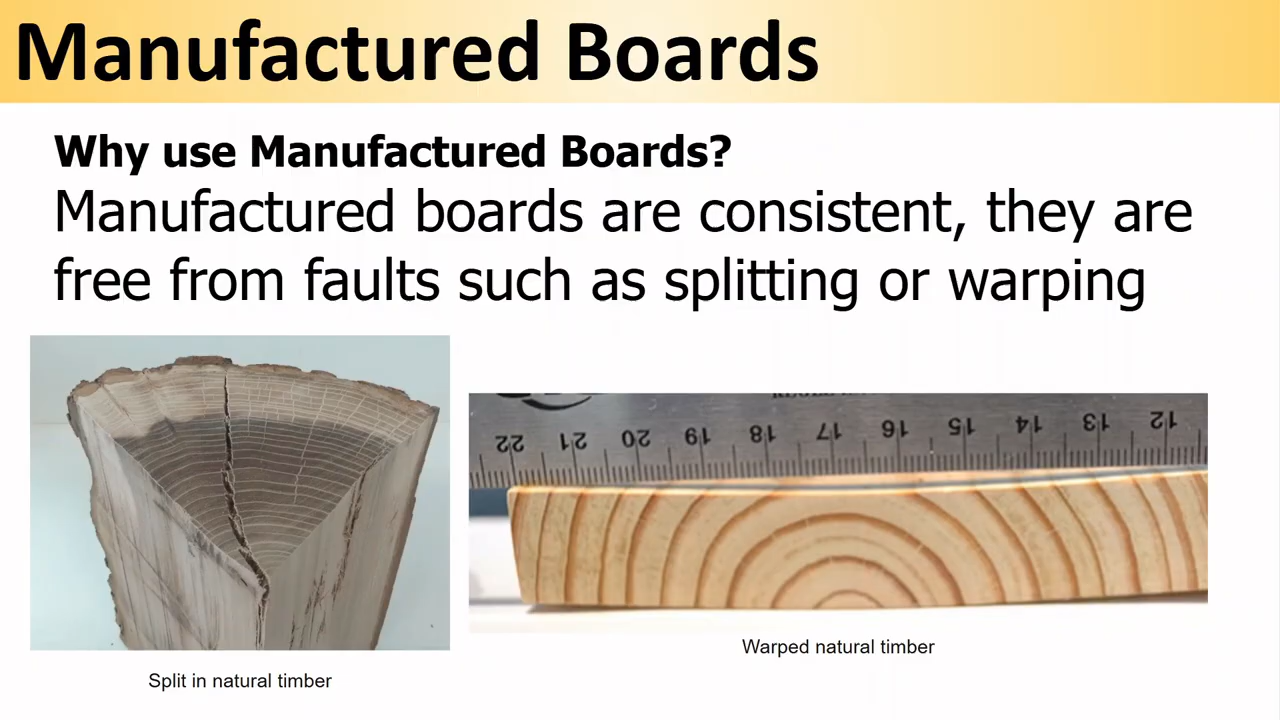 Manufactured Boards
Why use Manufactured Boards?
Manufactured boards are consistent, they are
free from faults such as splitting or warping
22 21 20 19 18 17 16 15 14 13 12
Split in natural timber
Warped natural timber